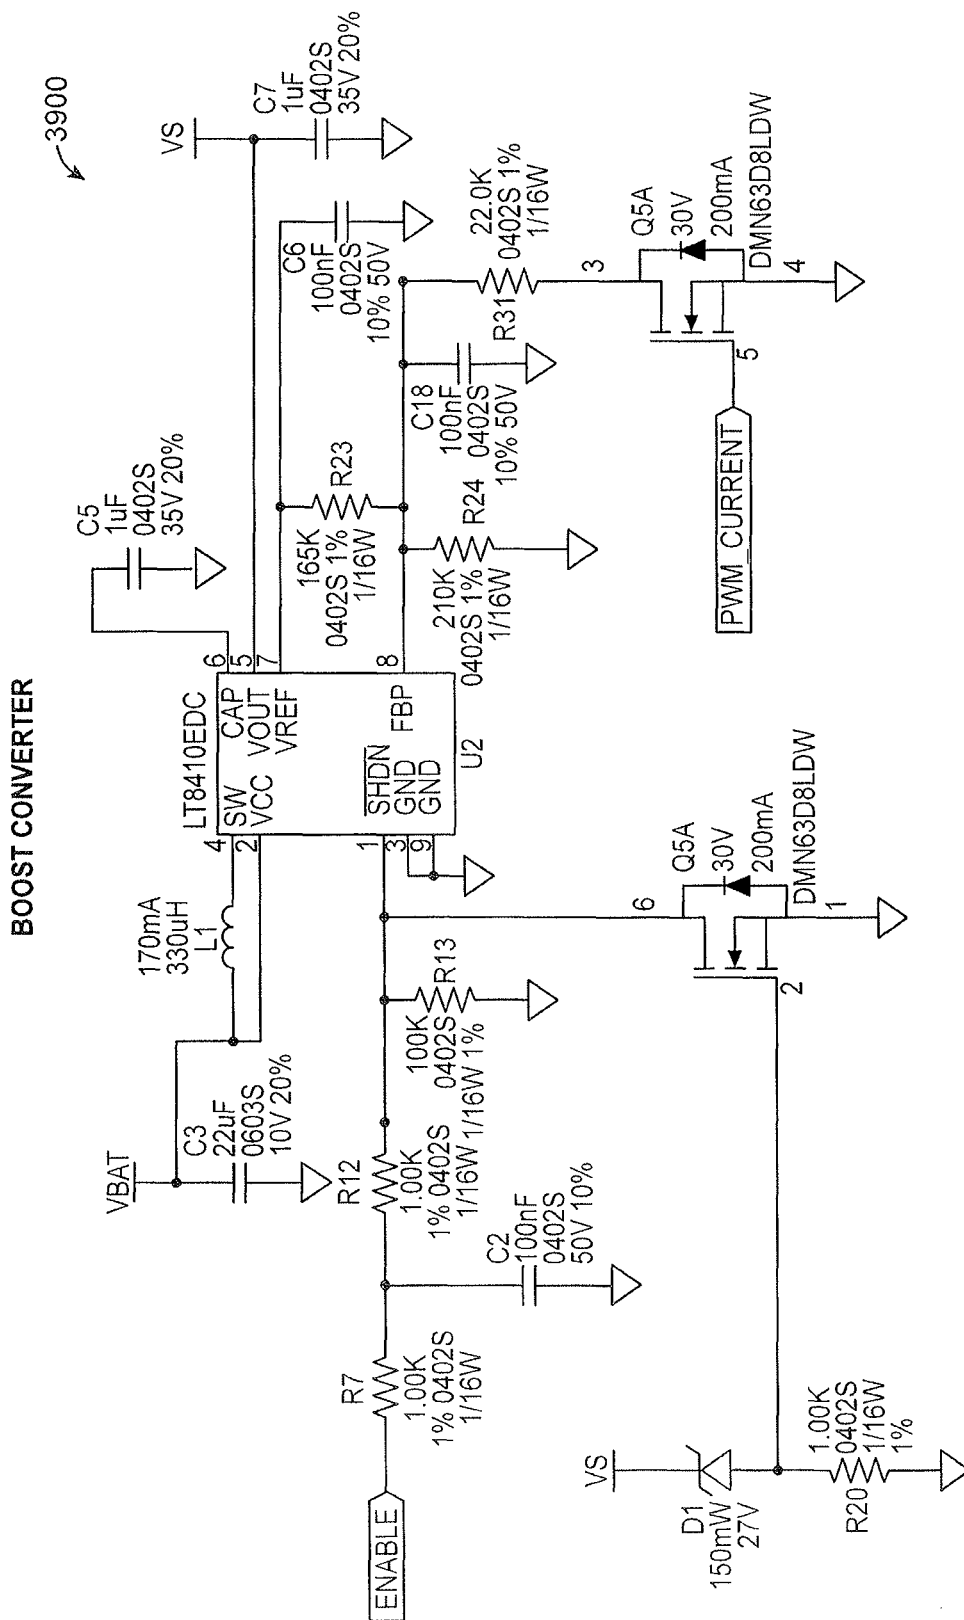 BOOST CONVERTER
3900
VBAT
C3
22uF
0603S
10V 20%
170mA
330uH
L1
LT8410EDC
4
2
1
3
9
SW
VCC
SHDN
GND
GND
CAP
VOUT
VREF
FBP
6
5
7
8
U2
C5
1uF
0402S
35V 20%
VS
C7
1uF
0402S
35V 20%
C6
100nF
0402S
10% 50V
165K
0402S 1%
1/16W
R23
210K
0402S 1%
1/16W
R24
C18
100nF
0402S
10% 50V
22.0K
0402S 1%
1/16W
R31
3
Q5A
30V
200mA
DMN63D8LDW
4
5
PWM_CURRENT
ENABLE
R7
1.00K
1% 0402S
1/16W
C2
100nF
0402S
50V 10%
R12
1.00K
1% 0402S
1/16W
100K
0402S
1/16W 1%
R13
6
Q5A
30V
200mA
DMN63D8LDW
1
2
VS
D1
150mW
27V
1.00K
0402S
1/16W
1%
R20